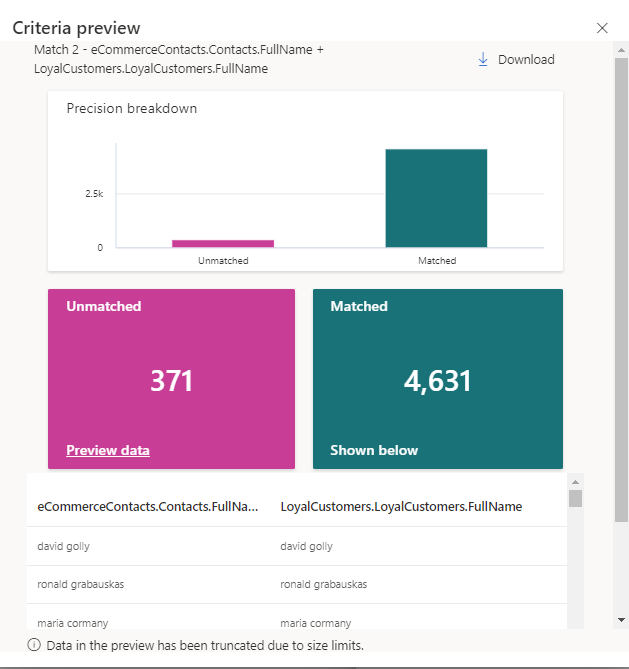 Criteria preview
Match 2 - eCommerceContacts.Contacts.FullName +
LoyalCustomers.LoyalCustomers.FullName
Download
Precision breakdown
2.5k
0
Unmatched
Matched
Unmatched
371
Preview data
Matched
4,631
Shown below
eCommerceContacts.Contacts.FullNa...
LoyalCustomers.LoyalCustomers.FullName
david golly
david golly
ronald grabauskas
ronald grabauskas
maria cormany
maria cormany
Data in the preview has been truncated due to size limits.